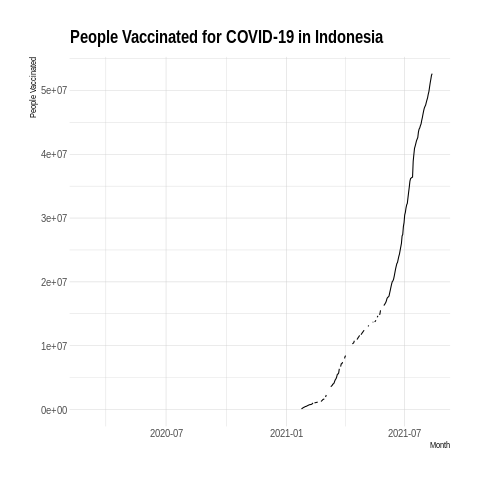 People Vaccinated for COVID-19 in Indonesia
People Vaccinated
5e+07
4e+07
3e+07
2e+07
1e+07
0e+00
2020-07
2021-01
2021-07
Month